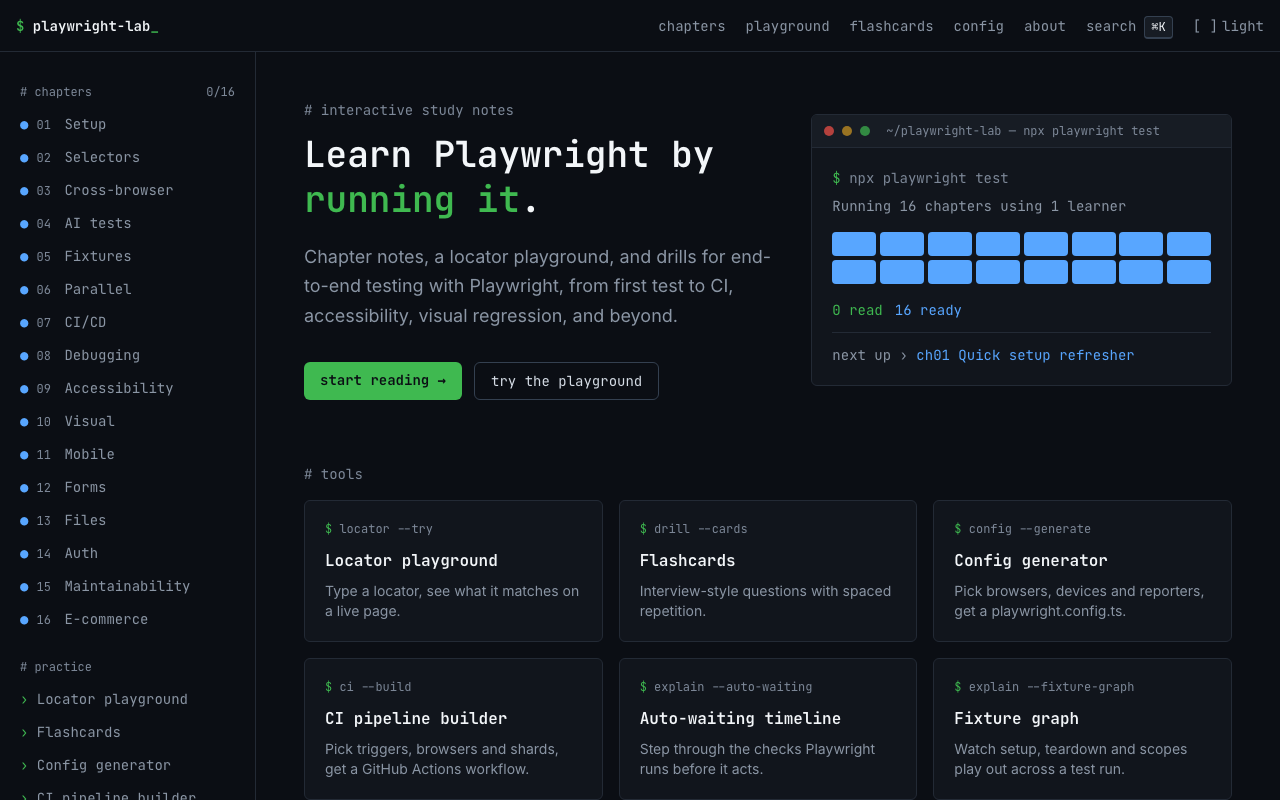 $ playwright-lab_
chapters playground flashcards config about search ⌘K [ ] light
# chapters 0/16
01 Setup
02 Selectors
03 Cross-browser
04 AI tests
05 Fixtures
06 Parallel
07 CI/CD
08 Debugging
09 Accessibility
10 Visual
11 Mobile
12 Forms
13 Files
14 Auth
15 Maintainability
16 E-commerce
# practice
› Locator playground
› Flashcards
› Config generator
› CI pipeline builder
# interactive study notes
Learn Playwright by
running it.
Chapter notes, a locator playground, and drills for end-
to-end testing with Playwright, from first test to CI,
accessibility, visual regression, and beyond.
start reading →
try the playground
~/playwright-lab — npx playwright test
$ npx playwright test
Running 16 chapters using 1 learner
0 read 16 ready
next up › ch01 Quick setup refresher
# tools
$ locator --try
Locator playground
Type a locator, see what it matches on
a live page.
$ drill --cards
Flashcards
Interview-style questions with spaced
repetition.
$ config --generate
Config generator
Pick browsers, devices and reporters,
get a playwright.config.ts.
$ ci --build
CI pipeline builder
Pick triggers, browsers and shards,
get a GitHub Actions workflow.
$ explain --auto-waiting
Auto-waiting timeline
Step through the checks Playwright
runs before it acts.
$ explain --fixture-graph
Fixture graph
Watch setup, teardown and scopes
play out across a test run.